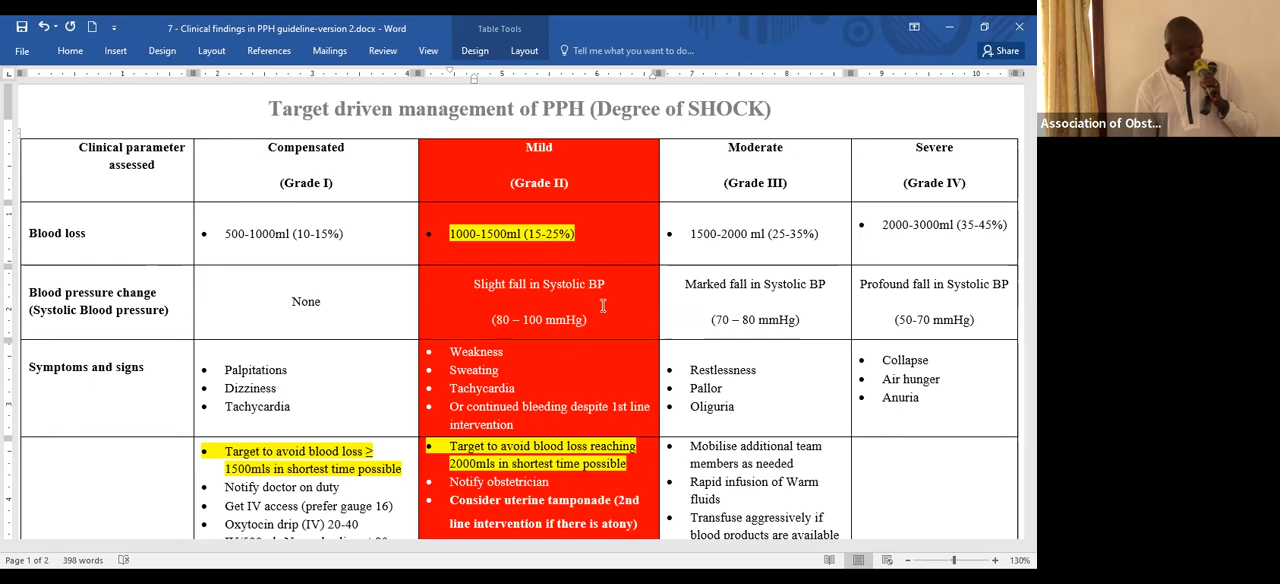 7 - Clinical findings in PPH guideline-version 2.docx - Word
Table Tools
File
Home
Insert
Design
Layout
References
Mailings
Review
View
Design
Layout
Tell me what you want to do...
Share
Association of Obst...
Target driven management of PPH (Degree of SHOCK)
Clinical parameter
assessed
Compensated
(Grade I)
Mild
(Grade II)
Moderate
(Grade III)
Severe
(Grade IV)
Blood loss
• 500-1000ml (10-15%)
• 1000-1500ml (15-25%)
• 1500-2000 ml (25-35%)
• 2000-3000ml (35-45%)
Blood pressure change
(Systolic Blood pressure)
None
Slight fall in Systolic BP
(80 – 100 mmHg)
Marked fall in Systolic BP
(70 – 80 mmHg)
Profound fall in Systolic BP
(50-70 mmHg)
Symptoms and signs
• Palpitations
• Dizziness
• Tachycardia
• Weakness
• Sweating
• Tachycardia
• Or continued bleeding despite 1st line
intervention
• Restlessness
• Pallor
• Oliguria
• Collapse
• Air hunger
• Anuria
• Target to avoid blood loss ≥
1500mls in shortest time possible
• Notify doctor on duty
• Get IV access (prefer gauge 16)
• Oxytocin drip (IV) 20-40
• Target to avoid blood loss reaching
2000mls in shortest time possible
• Notify obstetrician
• Consider uterine tamponade (2nd
line intervention if there is atony)
• Mobilise additional team
members as needed
• Rapid infusion of Warm
fluids
• Transfuse aggressively if
blood products are available
Page 1 of 2
398 words
130%